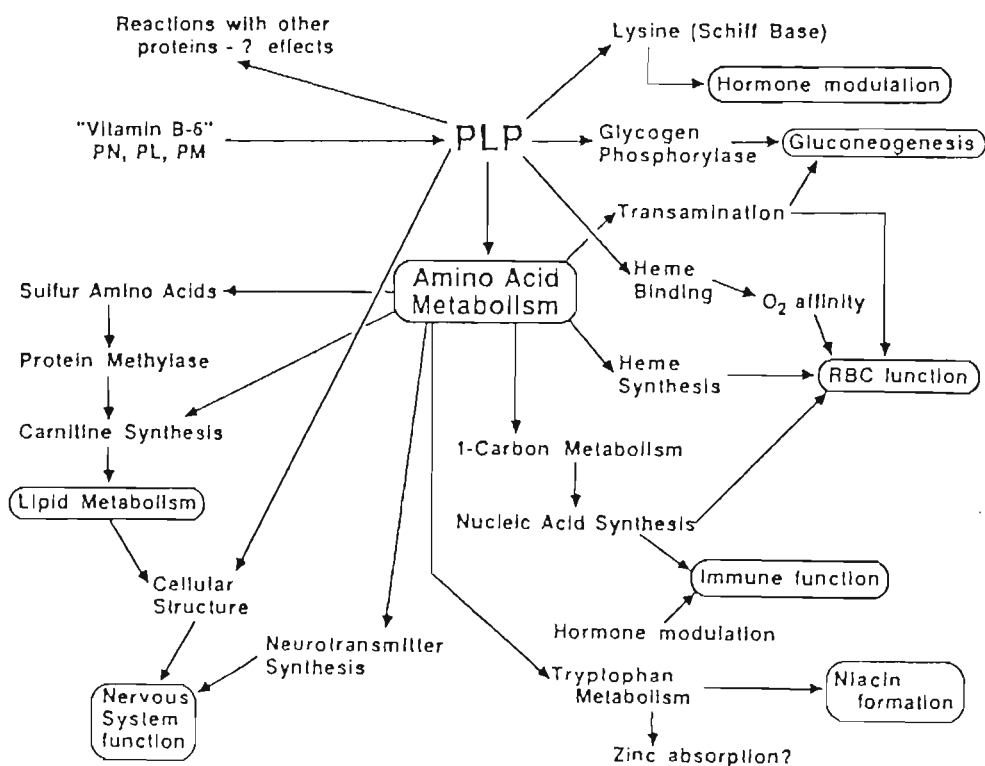 Reactions with other
proteins - ? effects
Lysine (Schiff Base)
Hormone modulation
"Vitamin B-6"
PN, PL, PM
PLP
Glycogen
Phosphorylase
Gluconeogenesis
Transamination
Sulfur Amino Acids
Amino Acid
Metabolism
Heme
Binding
O2 affinity
Protein Methylase
Heme
Synthesis
RBC function
Carnitine Synthesis
1-Carbon Metabolism
Lipid Metabolism
Nucleic Acid Synthesis
Immune function
Cellular
Structure
Hormone modulation
Neurotransmitter
Synthesis
Tryptophan
Metabolism
Niacin
formation
Nervous
System
function
Zinc absorption?